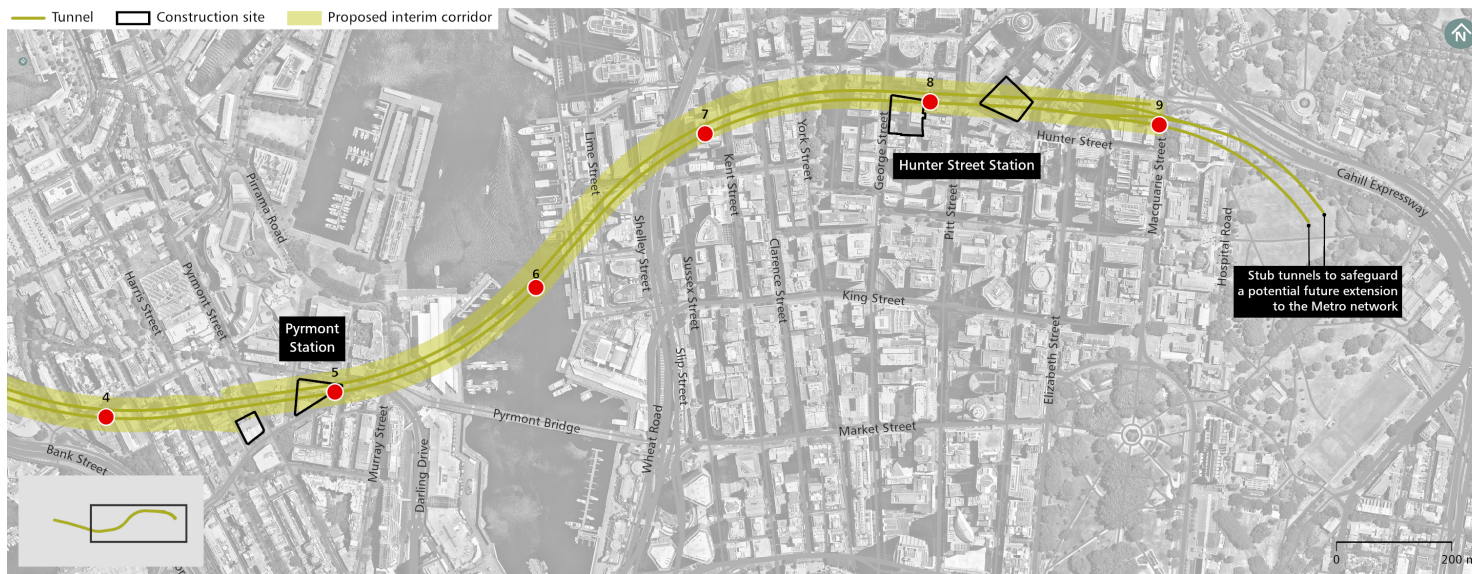 Tunnel
Construction site
Proposed interim corridor
N
4
5
6
7
8
9
Pyrmont
Station
Hunter Street Station
Stub tunnels to safeguard
a potential future extension
to the Metro network
Pirrama Road
Harris Street
Pyrmont Street
Bank Street
Murray Street
Darling Drive
Pyrmont Bridge
Lime Street
Shelley Street
Sussex Street
Slip Street
Wheat Road
Kent Street
Clarence Street
York Street
George Street
Pitt Street
King Street
Market Street
Elizabeth Street
Hunter Street
Macquarie Street
Hospital Road
Cahill Expressway
0
200 m